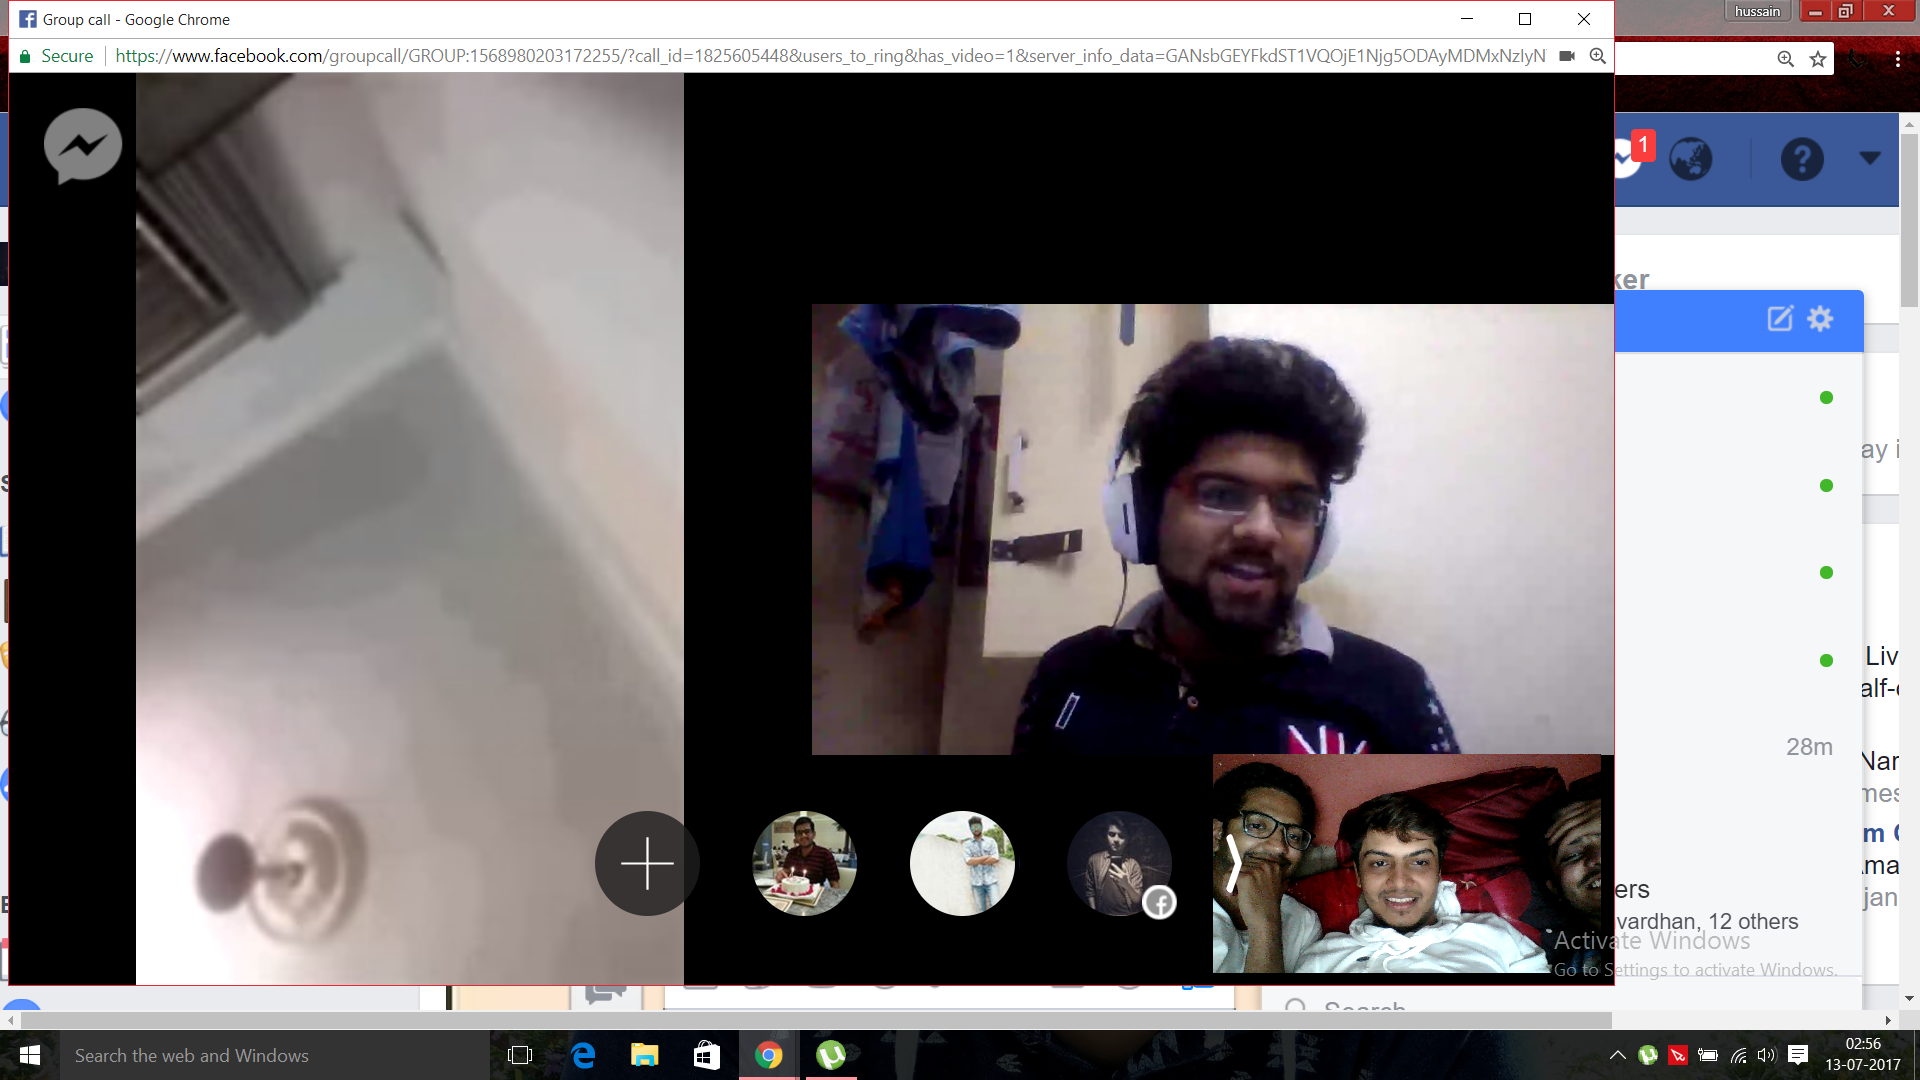 Group call - Google Chrome
hussain
Secure
https://www.facebook.com/groupcall/GROUP:1568980203172255/?call_id=1825605448&users_to_ring&has_video=1&server_info_data=GANsbGEYFkdST1VQOjE1Njg5ODAyMDMxNzIyN
1
?
ker
ay i
Liv
alf-
28m
Nar
mes
m
ma
jan
ers
vardhan, 12 others
Activate Windows
Go to Settings to activate Windows.
Search
Search the web and Windows
02:56
13-07-2017